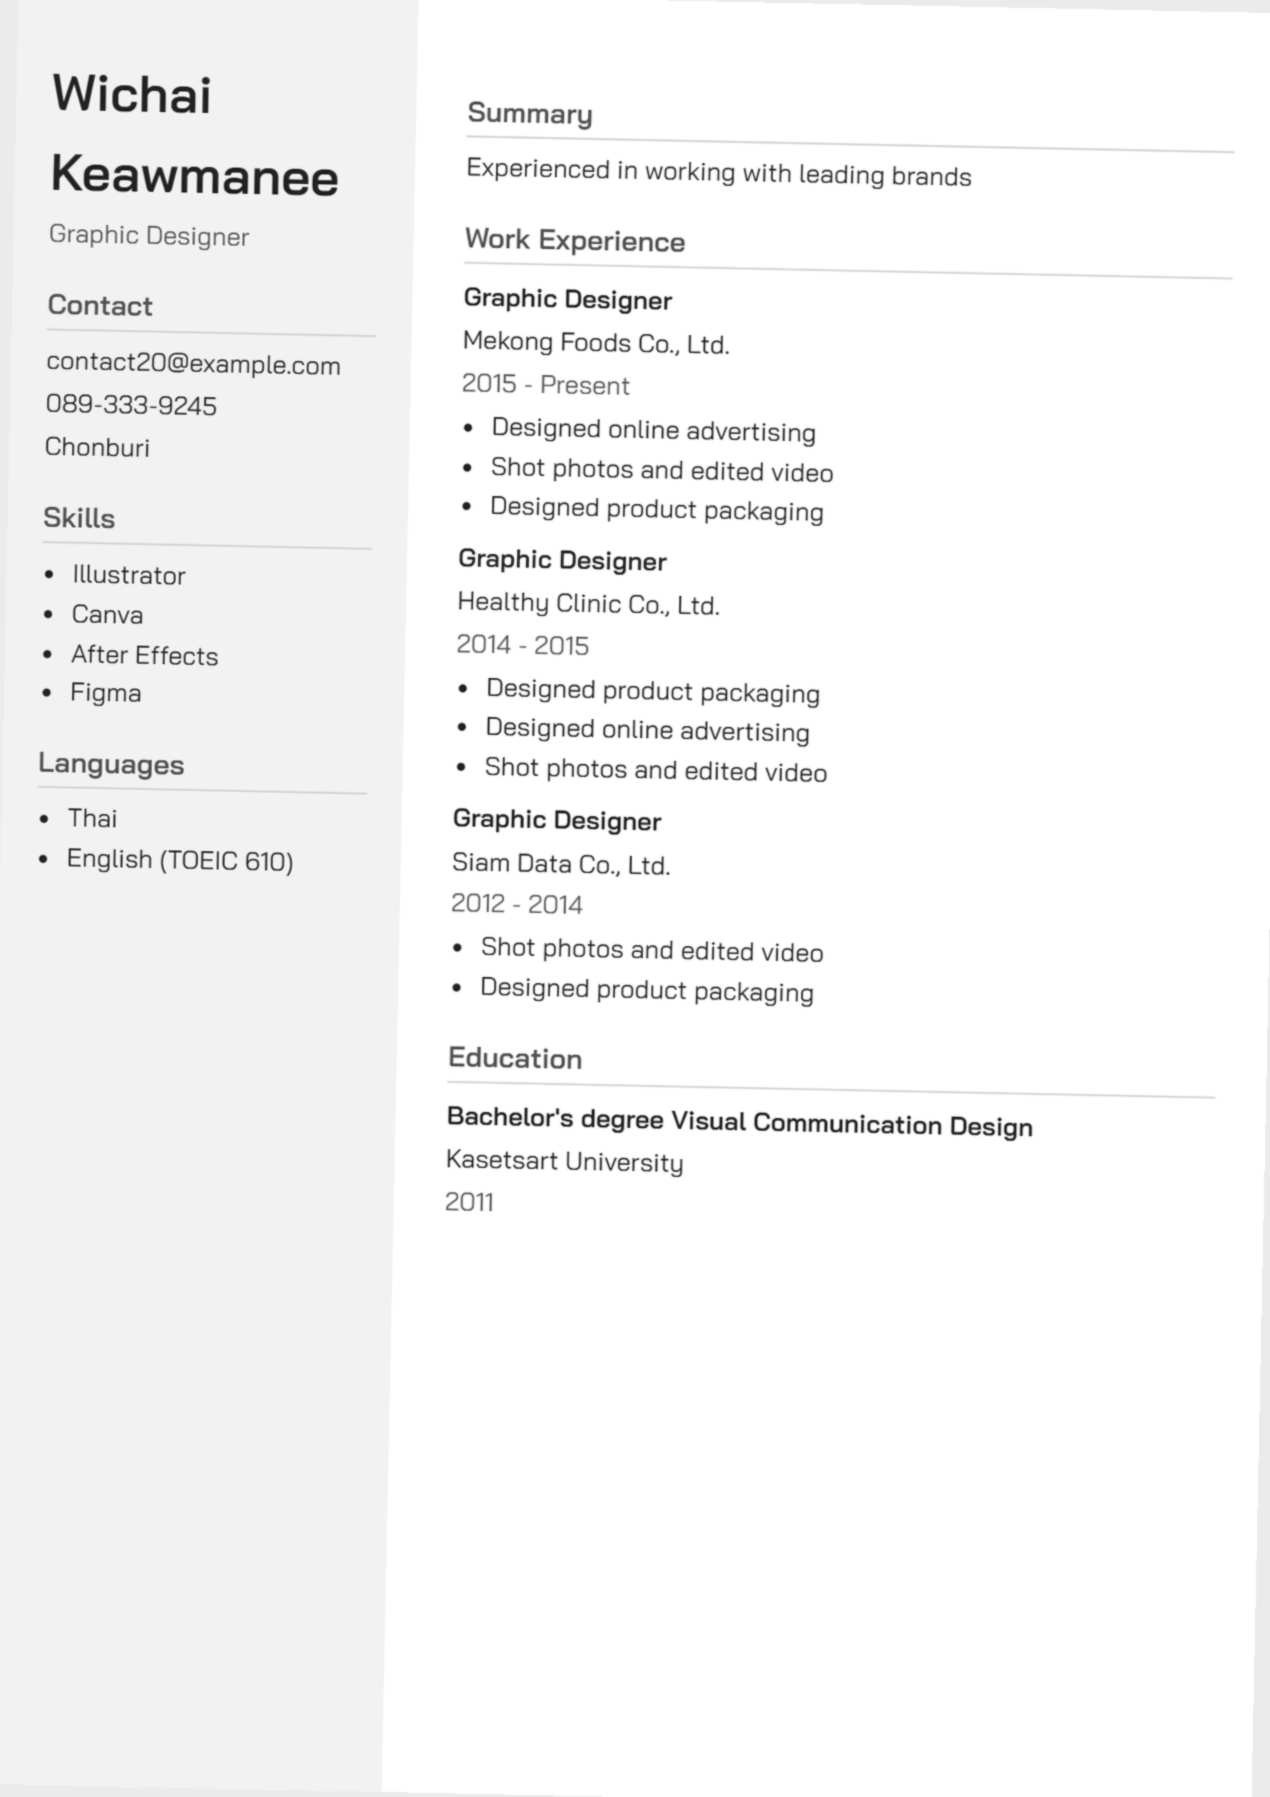 Wichai
Keawmanee
Graphic Designer
Contact
contact20@example.com
089-333-9245
Chonburi
Skills
• Illustrator
• Canva
• After Effects
• Figma
Languages
• Thai
• English (TOEIC 610)
Summary
Experienced in working with leading brands
Work Experience
Graphic Designer
Mekong Foods Co., Ltd.
2015 - Present
• Designed online advertising
• Shot photos and edited video
• Designed product packaging
Graphic Designer
Healthy Clinic Co., Ltd.
2014 - 2015
• Designed product packaging
• Designed online advertising
• Shot photos and edited video
Graphic Designer
Siam Data Co., Ltd.
2012 - 2014
• Shot photos and edited video
• Designed product packaging
Education
Bachelor's degree Visual Communication Design
Kasetsart University
2011